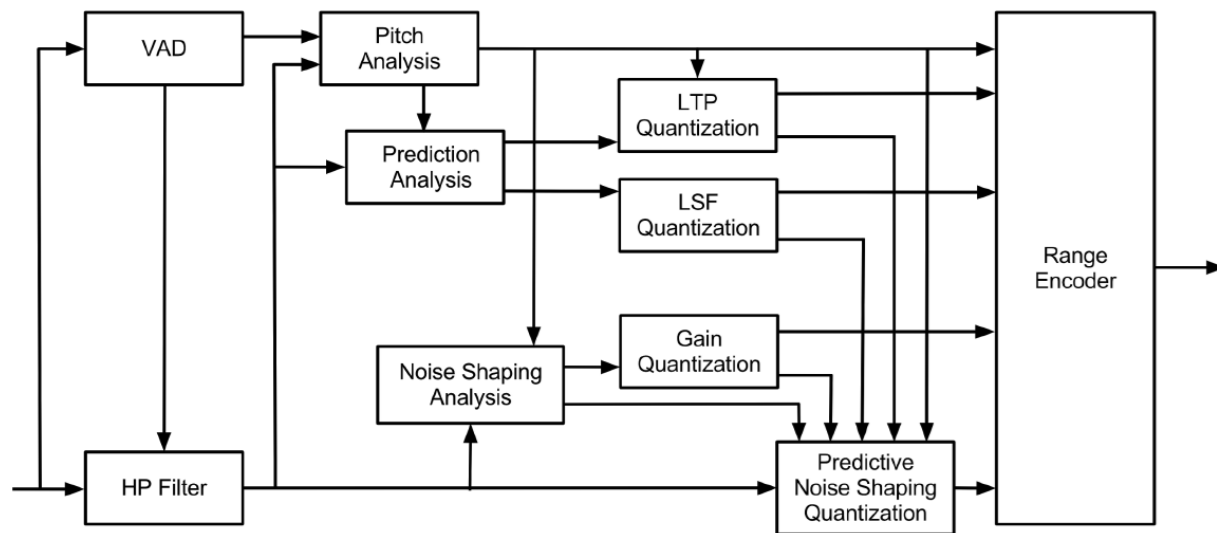 VAD
Pitch
Analysis
LTP
Quantization
Prediction
Analysis
LSF
Quantization
Range
Encoder
Gain
Quantization
Noise Shaping
Analysis
HP Filter
Predictive
Noise Shaping
Quantization